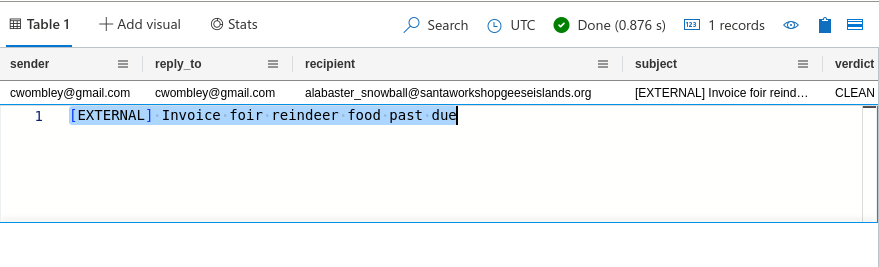 Table 1 Add visual Stats Search UTC Done (0.876 s) 123 1 records
sender reply_to recipient subject verdict
cwombley@gmail.com cwombley@gmail.com alabaster_snowball@santaworkshopgeeseislands.org [EXTERNAL] Invoice foir reind… CLEAN
1 [EXTERNAL] Invoice foir reindeer food past due